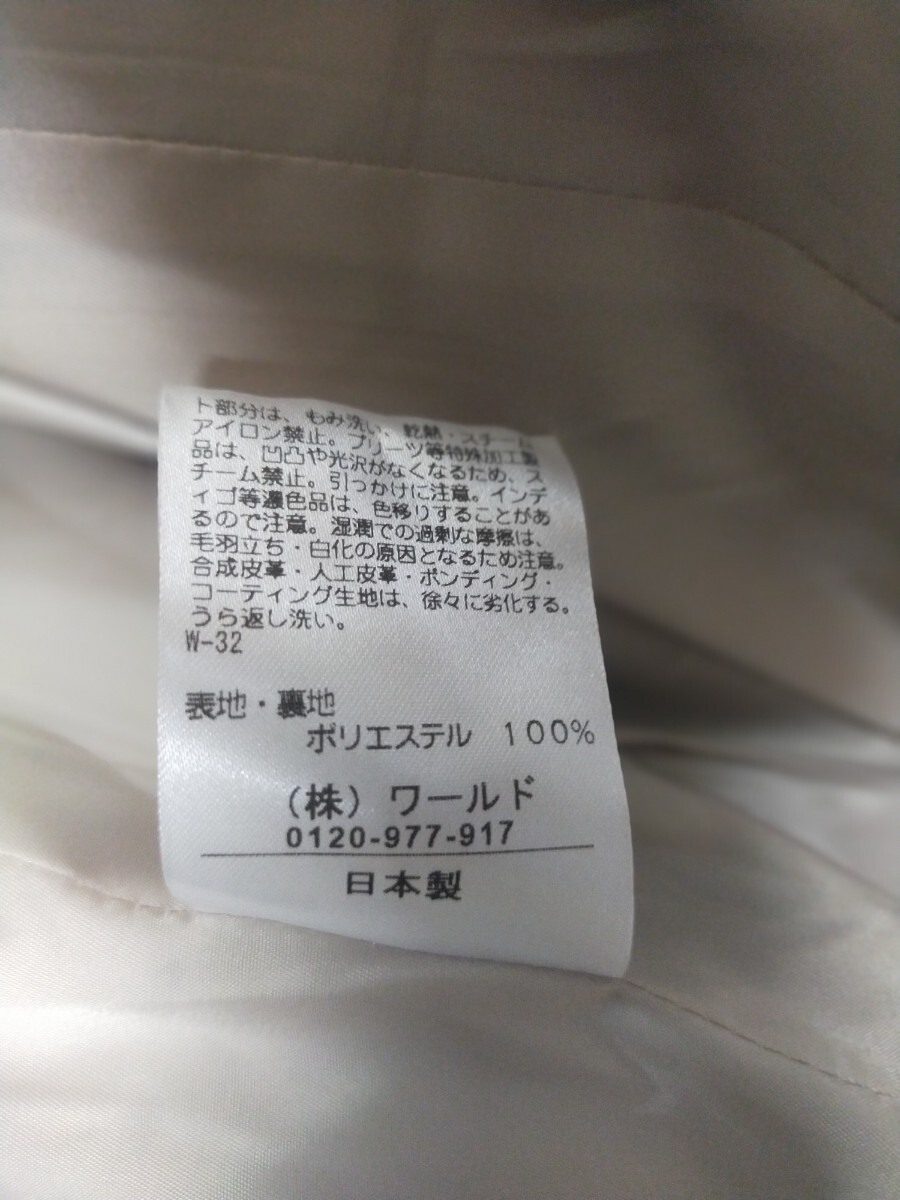 ト部分は、もみ洗い、乾熱・スチーム
アイロン禁止。プリーツ等特殊加工製
品は、凹凸や光沢がなくなるため、ス
チーム禁止。引っかけに注意。インデ
ィゴ等濃色品は、色移りすることがあ
るので注意。湿潤での過剰な摩擦は、
毛羽立ち・白化の原因となるため注意。
合成皮革・人工皮革・ボンディング・
コーティング生地は、徐々に劣化する。
うら返し洗い。
W-32
表地・裏地
ポリエステル 100%
(株) ワールド
0120-977-917
日本製